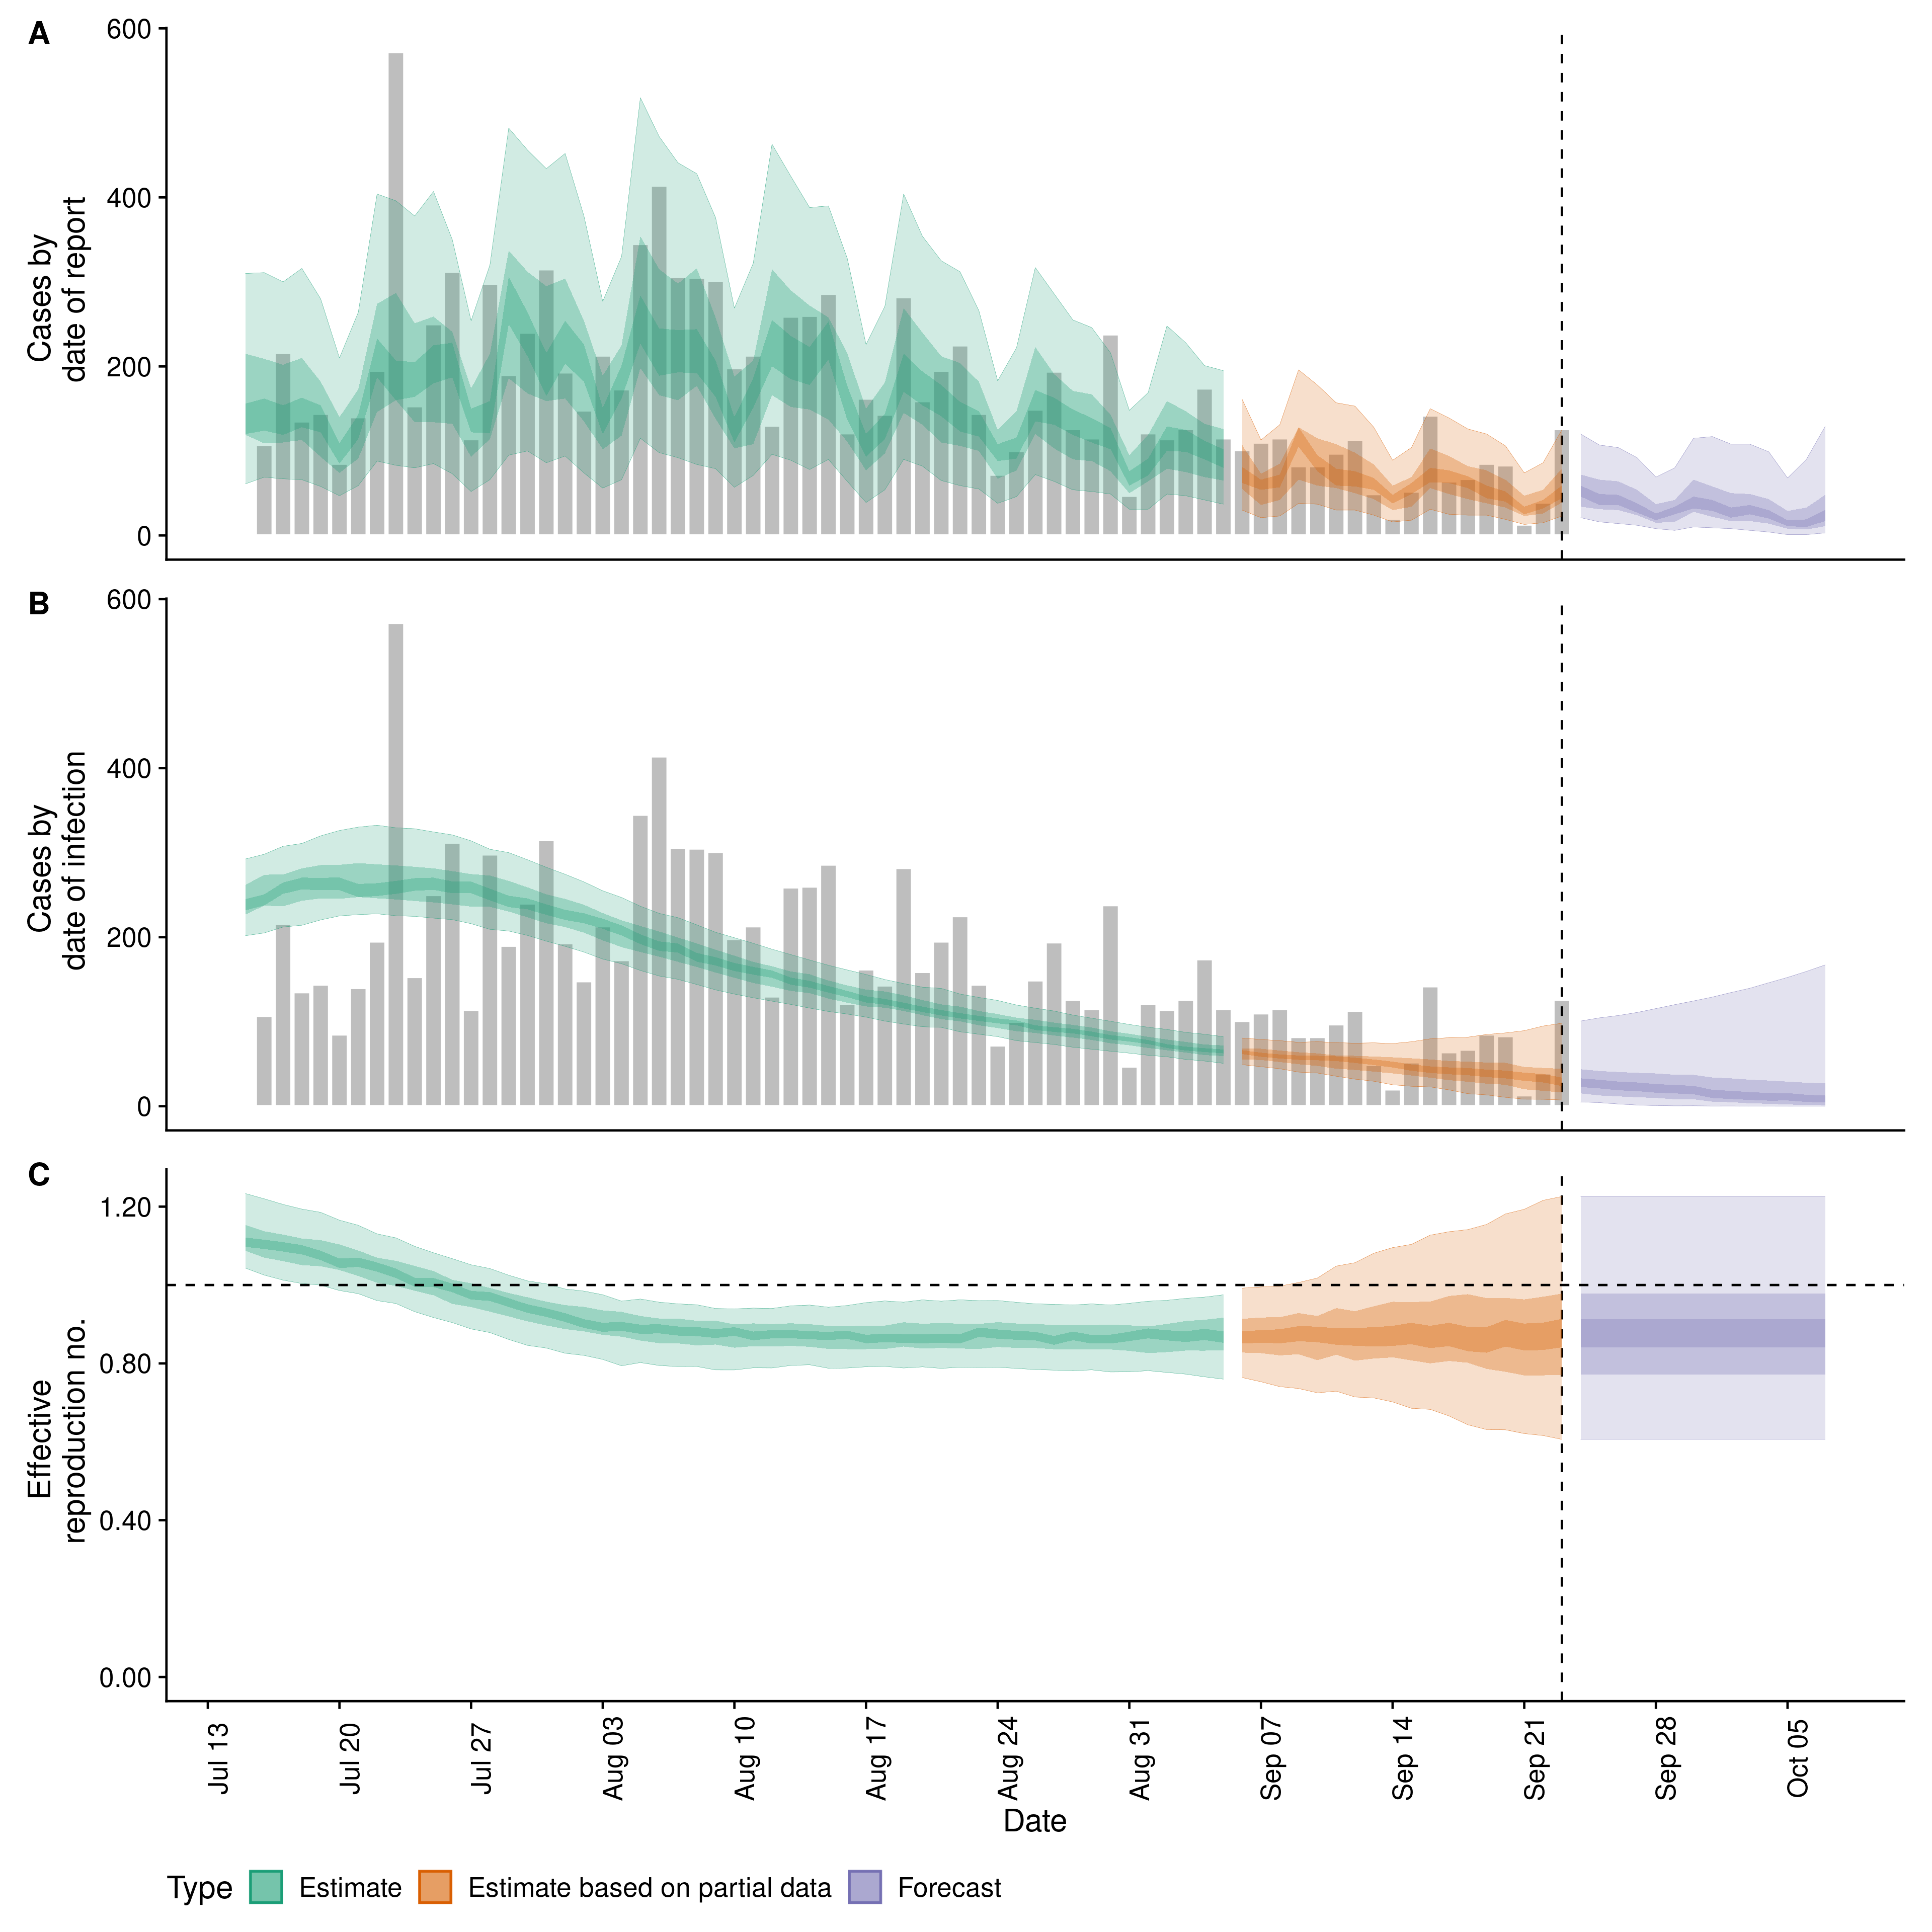 A
600
400
200
0
Cases by
date of report
B
600
400
200
0
Cases by
date of infection
C
1.20
0.80
0.40
0.00
Effective
reproduction no.
Jul 13
Jul 20
Jul 27
Aug 03
Aug 10
Aug 17
Aug 24
Aug 31
Sep 07
Sep 14
Sep 21
Sep 28
Oct 05
Date
Type Estimate Estimate based on partial data Forecast